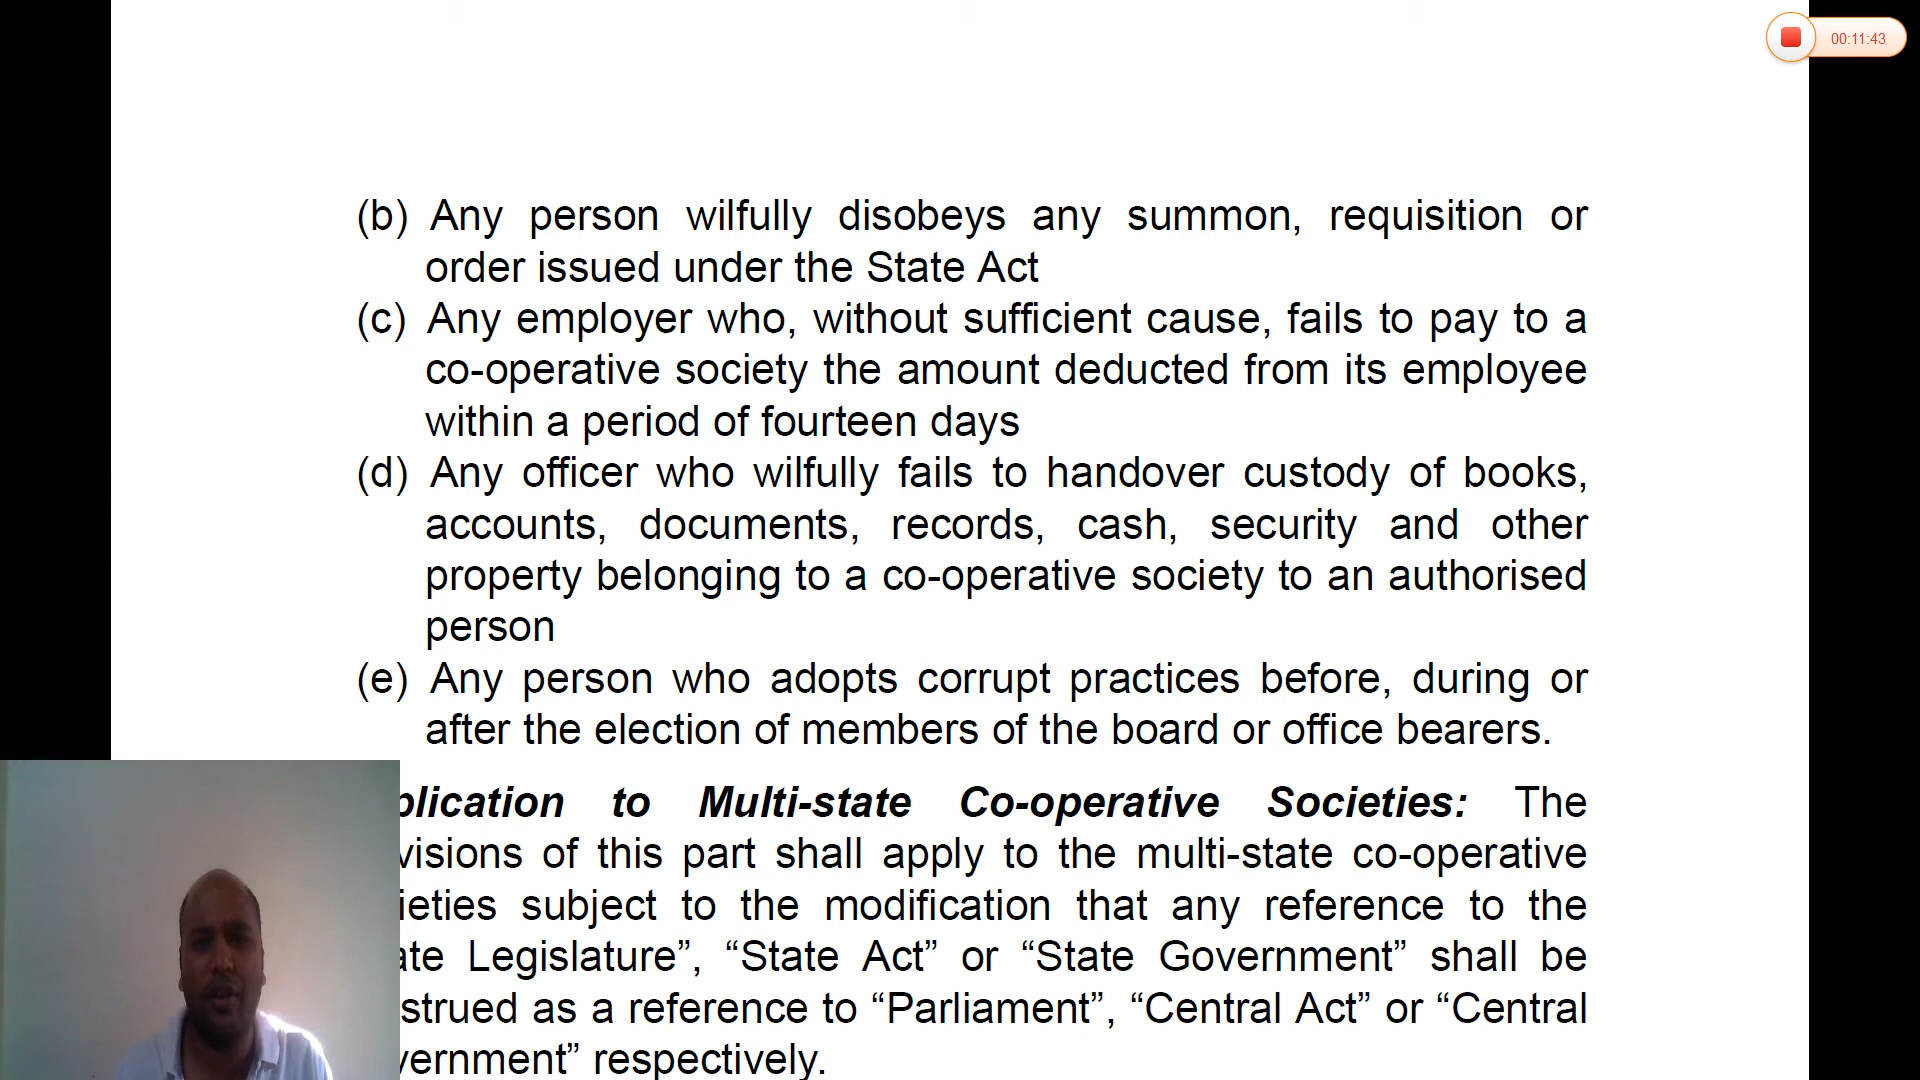 00:11:43
(b) Any person wilfully disobeys any summon, requisition or
order issued under the State Act
(c) Any employer who, without sufficient cause, fails to pay to a
co-operative society the amount deducted from its employee
within a period of fourteen days
(d) Any officer who wilfully fails to handover custody of books,
accounts, documents, records, cash, security and other
property belonging to a co-operative society to an authorised
person
(e) Any person who adopts corrupt practices before, during or
after the election of members of the board or office bearers.
plication to Multi-state Co-operative Societies: The
visions of this part shall apply to the multi-state co-operative
ieties subject to the modification that any reference to the
ate Legislature”, “State Act” or “State Government” shall be
strued as a reference to “Parliament”, “Central Act” or “Central
vernment” respectively.